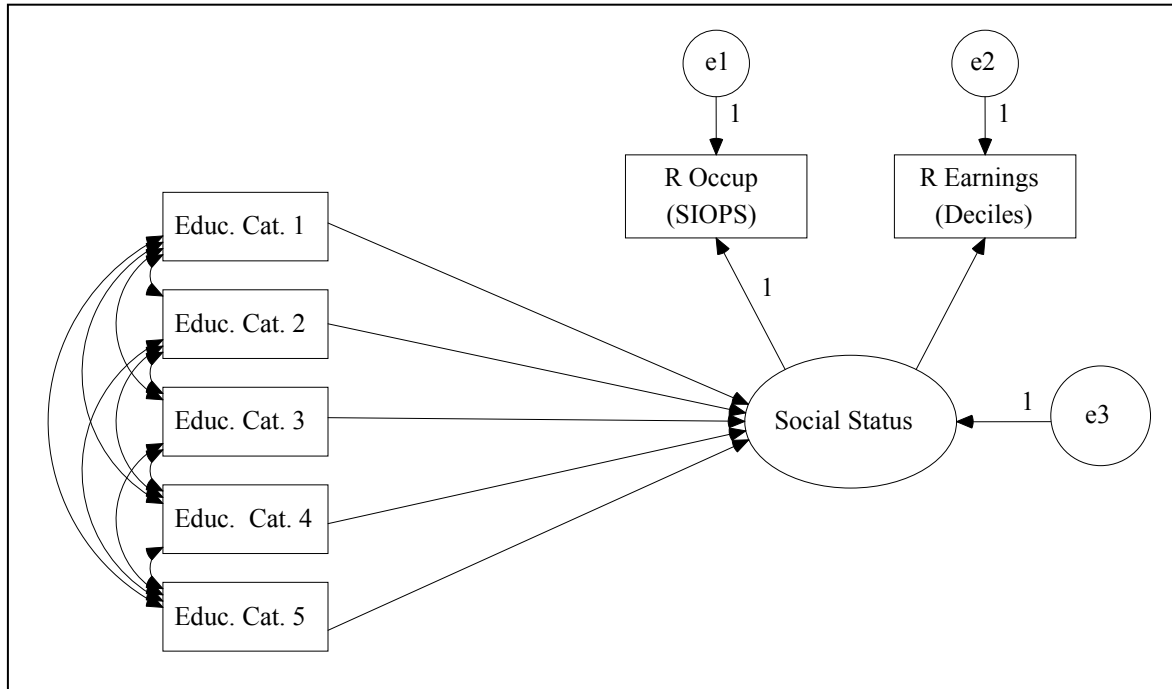 e1
e2
1
1
R Occup
(SIOPS)
R Earnings
(Deciles)
Educ. Cat. 1
Educ. Cat. 2
Educ. Cat. 3
Educ.  Cat. 4
Educ. Cat. 5
1
Social Status
1
e3